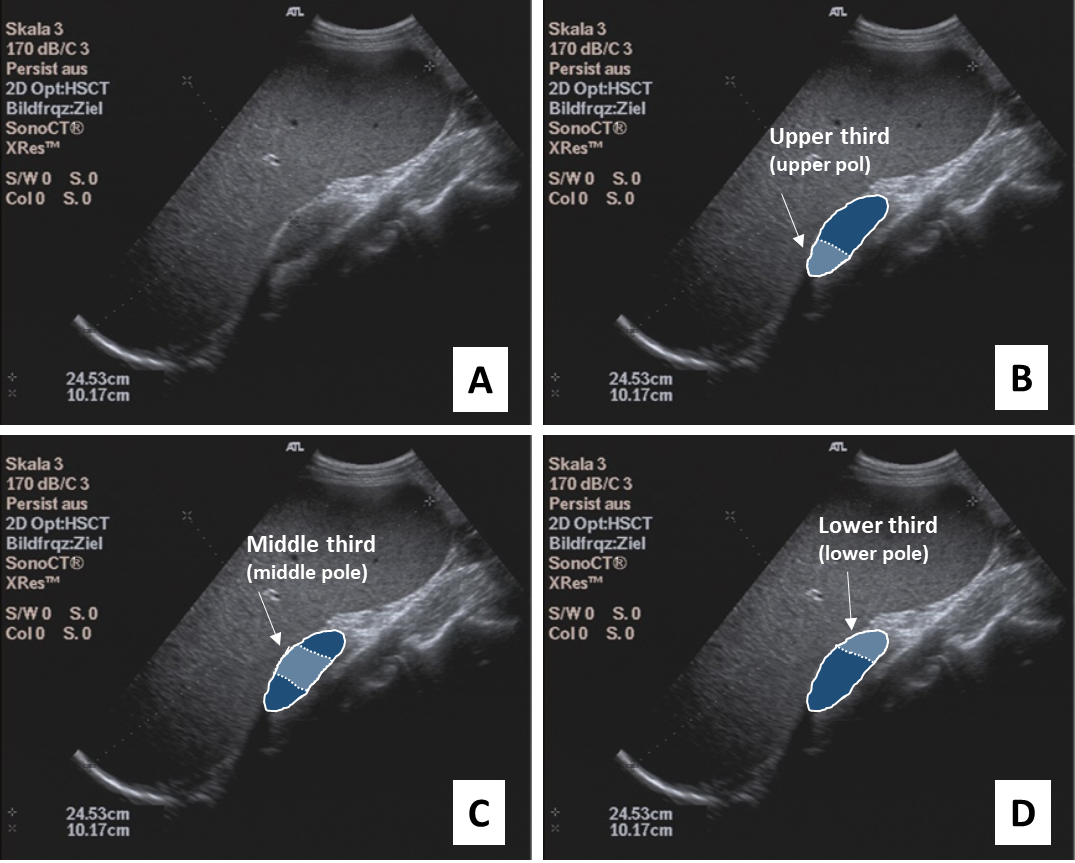 ATL
Skala 3
170 dB/C 3
Persist aus
2D Opt:HSCT
Bildfrqz:Ziel
SonoCT®
XRes™
S/W 0 S. 0
Col 0 S. 0
24.53cm
10.17cm
A
ATL
Skala 3
170 dB/C 3
Persist aus
2D Opt:HSCT
Bildfrqz:Ziel
SonoCT®
XRes™
S/W 0 S. 0
Col 0 S. 0
Upper third
(upper pol)
24.53cm
10.17cm
B
ATL
Skala 3
170 dB/C 3
Persist aus
2D Opt:HSCT
Bildfrqz:Ziel
SonoCT®
XRes™
S/W 0 S. 0
Col 0 S. 0
Middle third
(middle pole)
24.53cm
10.17cm
C
ATL
Skala 3
170 dB/C 3
Persist aus
2D Opt:HSCT
Bildfrqz:Ziel
SonoCT®
XRes™
S/W 0 S. 0
Col 0 S. 0
Lower third
(lower pole)
24.53cm
10.17cm
D